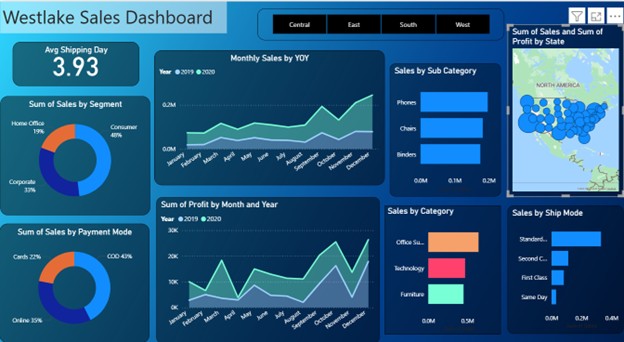 Westlake Sales Dashboard
Central East South West
Avg Shipping Day
3.93
Sum of Sales by Segment
Home Office
19%
Consumer
48%
Corporate
33%
Sum of Sales by Payment Mode
Cards 22%
COD 43%
Online 35%
Monthly Sales by YOY
Year 2019 2020
0.2M
0.0M
January
February
March
April
May
June
July
August
September
October
November
December
Sum of Profit by Month and Year
Year 2019 2020
30K
20K
10K
0K
January
February
March
April
May
June
July
August
September
October
November
December
Sales by Sub Category
Phones
Chairs
Binders
0.0M 0.1M 0.2M
Sales by Category
Office Su...
Technology
Furniture
0.0M 0.5M
Sum of Sales and Sum of
Profit by State
NORTH AMERICA
Sales by Ship Mode
Standard...
Second C...
First Class
Same Day
0.0M 0.2M 0.4M